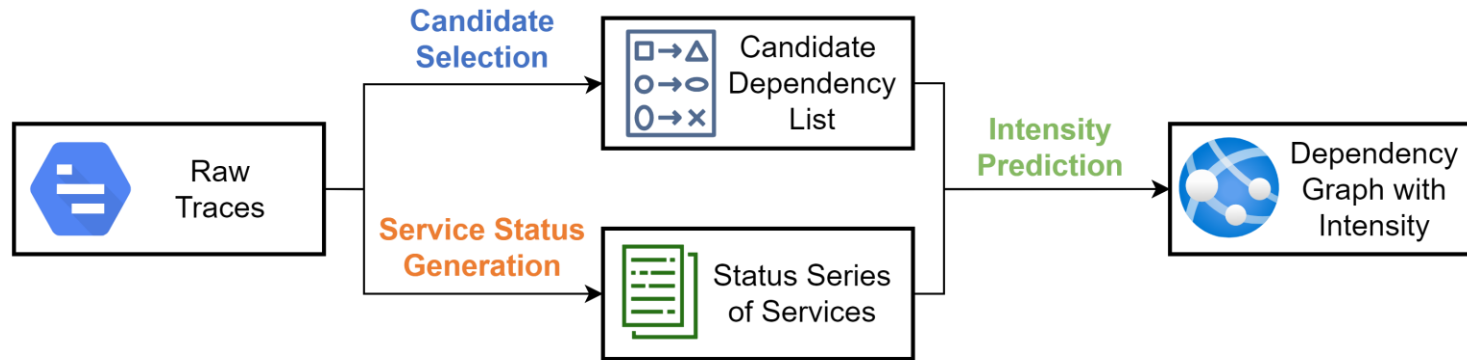 Raw
Traces
Candidate
Selection
Candidate
Dependency
List
Service Status
Generation
Status Series
of Services
Intensity
Prediction
Dependency
Graph with
Intensity